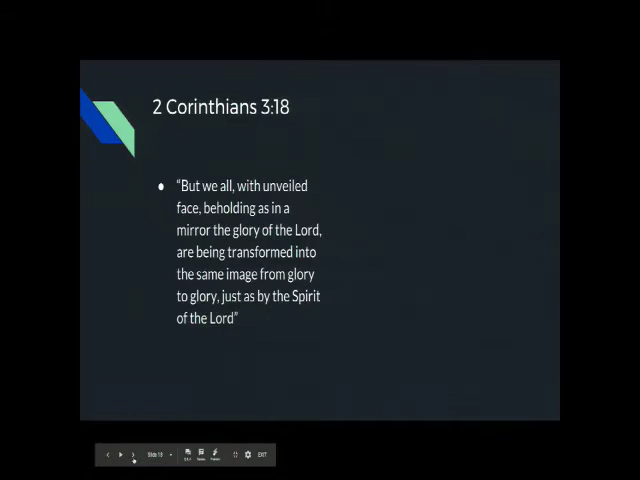 2 Corinthians 3:18
“But we all, with unveiled
face, beholding as in a
mirror the glory of the Lord,
are being transformed into
the same image from glory
to glory, just as by the Spirit
of the Lord”
Slide 19
EXIT